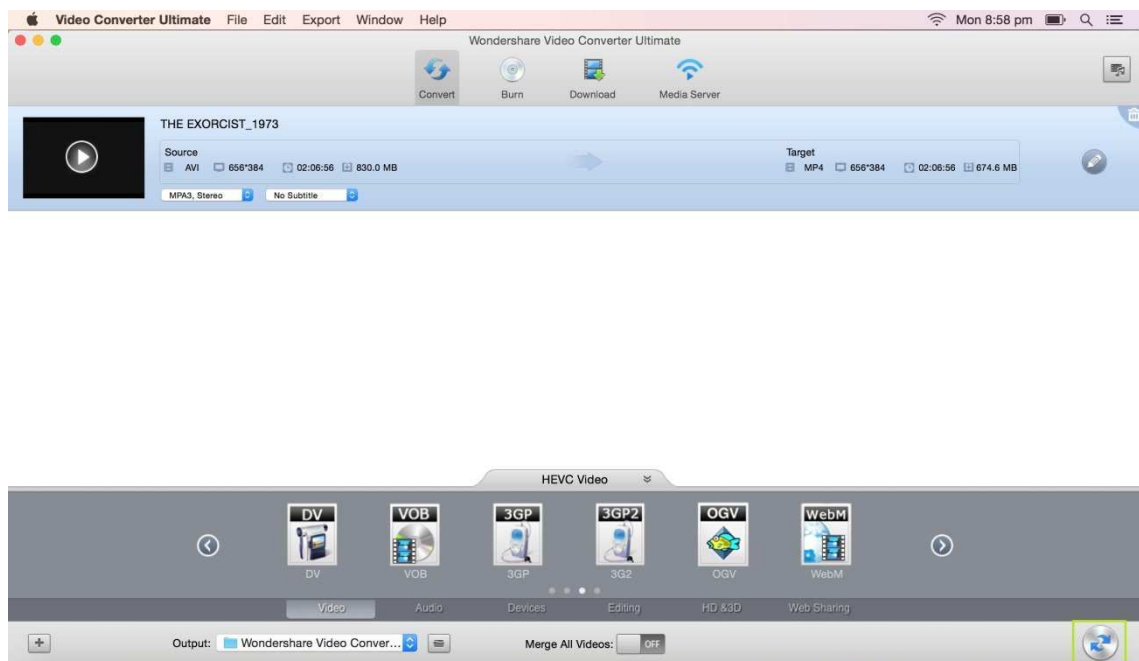 Video Converter Ultimate File Edit Export Window Help Mon 8:58 pm
Wondershare Video Converter Ultimate
Convert Burn Download Media Server
THE EXORCIST_1973
Source Target
AVI 656*384 02:06:56 830.0 MB MP4 656*384 02:06:56 674.6 MB
MPA3, Stereo No Subtitle
HEVC Video
DV VOB 3GP 3GP2 OGV WebM
DV VOB 3GP 3G2 OGV WebM
Video Audio Devices Editing HD &3D Web Sharing
Output: Wondershare Video Conver... Merge All Videos: OFF